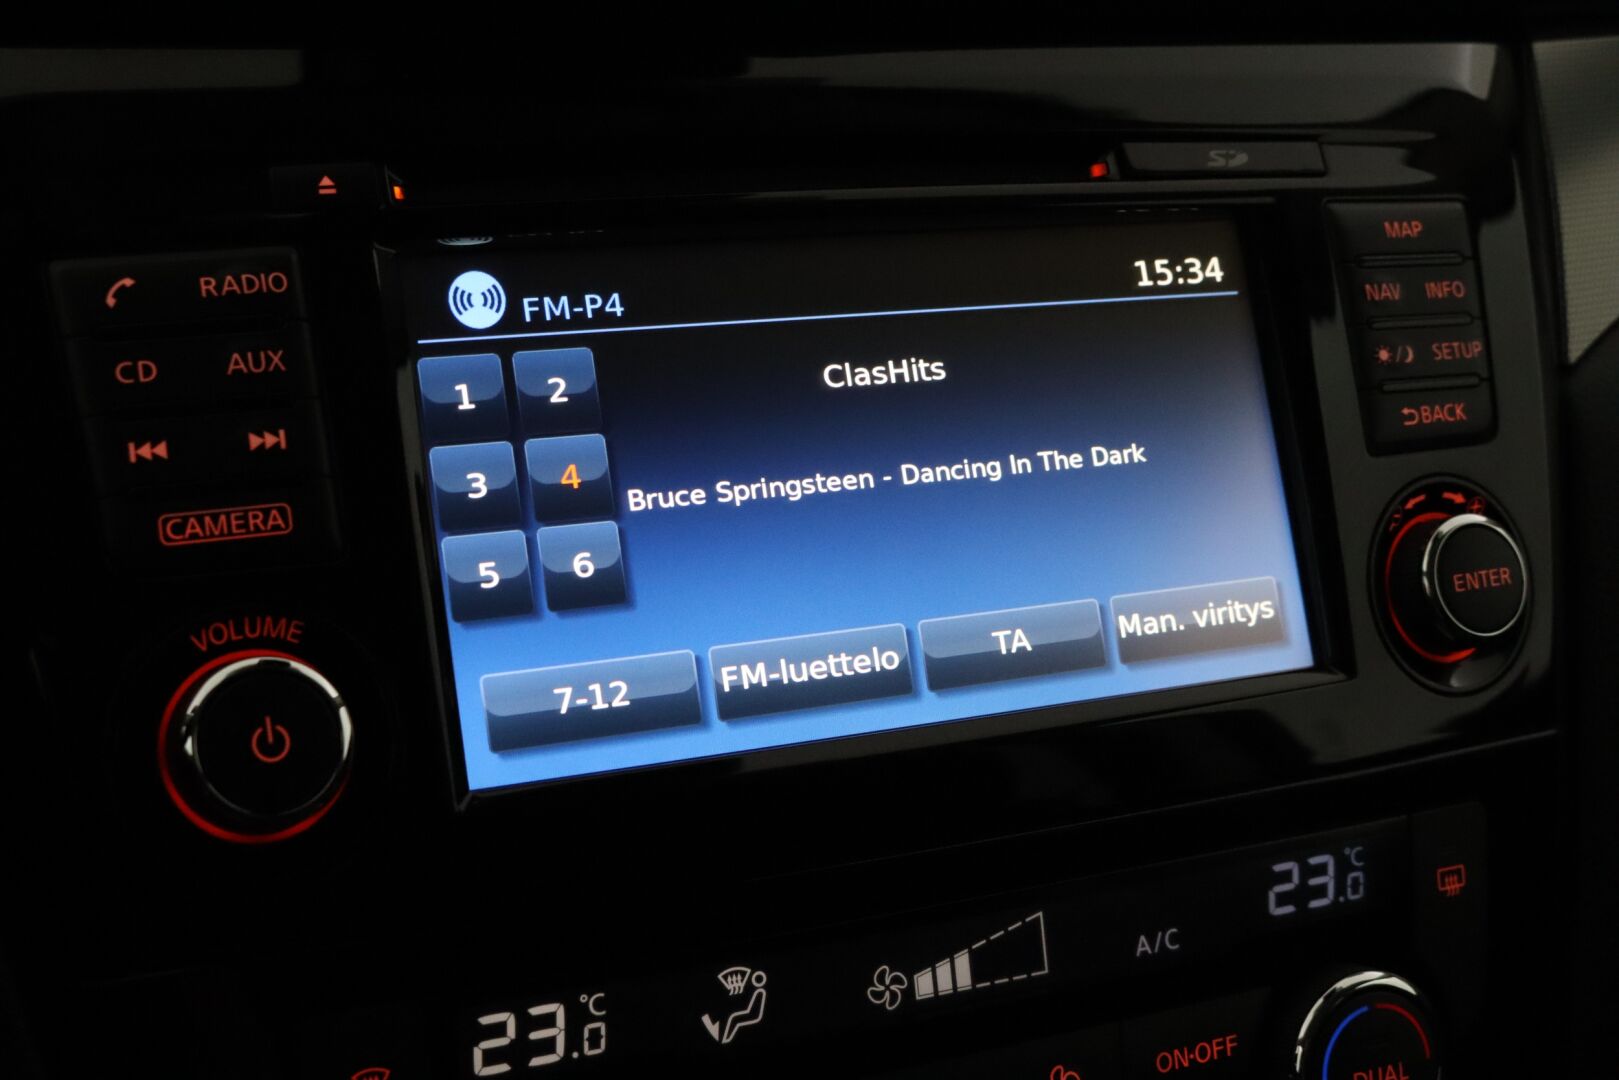 SD
MAP
RADIO
NAV INFO
CD AUX
SETUP
BACK
CAMERA
ENTER
VOLUME
FM-P4
15:34
1 2
ClasHits
3 4
Bruce Springsteen - Dancing In The Dark
5 6
7-12
FM-luettelo
TA
Man. viritys
23.0 °C
A/C
23.0 °C
ON·OFF
DUAL